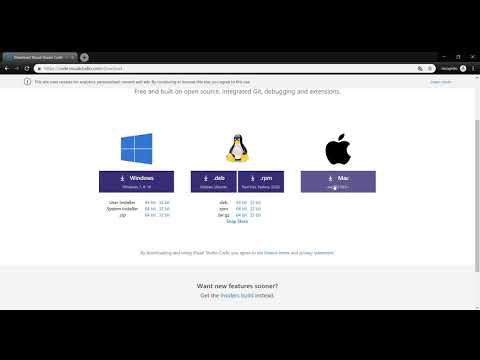 Download Visual Studio Code
https://code.visualstudio.com/download
Incognito
This site uses cookies for analytics, personalized content and ads. By continuing to browse this site, you agree to this use.
Learn more
Free and built on open source. Integrated Git, debugging and extensions.
Windows
Windows 7, 8, 10
.deb
Debian, Ubuntu
.rpm
Red Hat, Fedora, SUSE
Mac
User Installer 64 bit 32 bit
System Installer 64 bit 32 bit
.zip 64 bit 32 bit
.deb 64 bit 32 bit
.rpm 64 bit 32 bit
.tar.gz 64 bit 32 bit
Snap Store
By downloading and using Visual Studio Code, you agree to the license terms and privacy statement.
Want new features sooner?
Get the Insiders build instead.